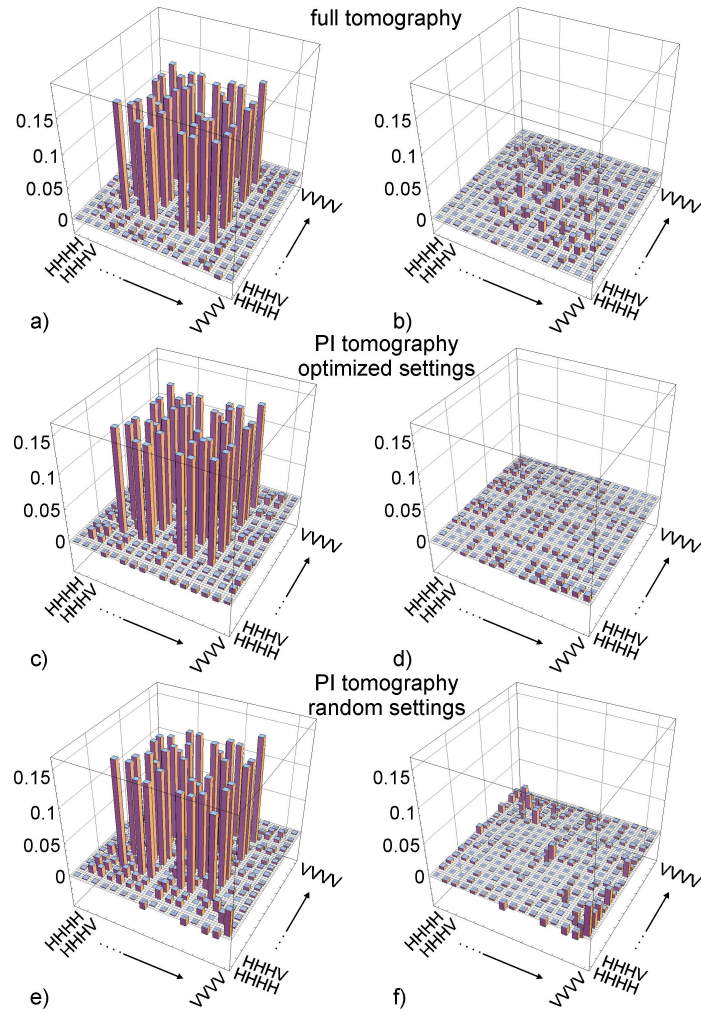 full tomography
0.15
0.1
0.05
0
HHHH
HHHV
....
VVVV
HHHH
HHHV
...
VVVV
a)
0.15
0.1
0.05
0
HHHH
HHHV
....
VVVV
HHHH
HHHV
...
VVVV
b)
PI tomography
optimized settings
0.15
0.1
0.05
0
HHHH
HHHV
....
VVVV
HHHH
HHHV
...
VVVV
c)
0.15
0.1
0.05
0
HHHH
HHHV
....
VVVV
HHHH
HHHV
...
VVVV
d)
PI tomography
random settings
0.15
0.1
0.05
0
HHHH
HHHV
....
VVVV
HHHH
HHHV
...
VVVV
e)
0.15
0.1
0.05
0
HHHH
HHHV
....
VVVV
HHHH
HHHV
...
VVVV
f)